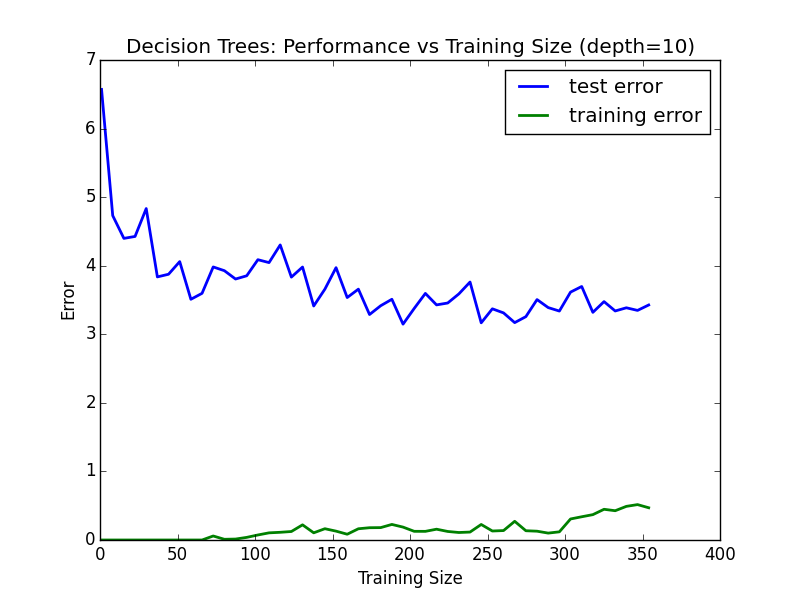 Decision Trees: Performance vs Training Size (depth=10)
test error
training error
Error
7
6
5
4
3
2
1
0
0 50 100 150 200 250 300 350 400
Training Size